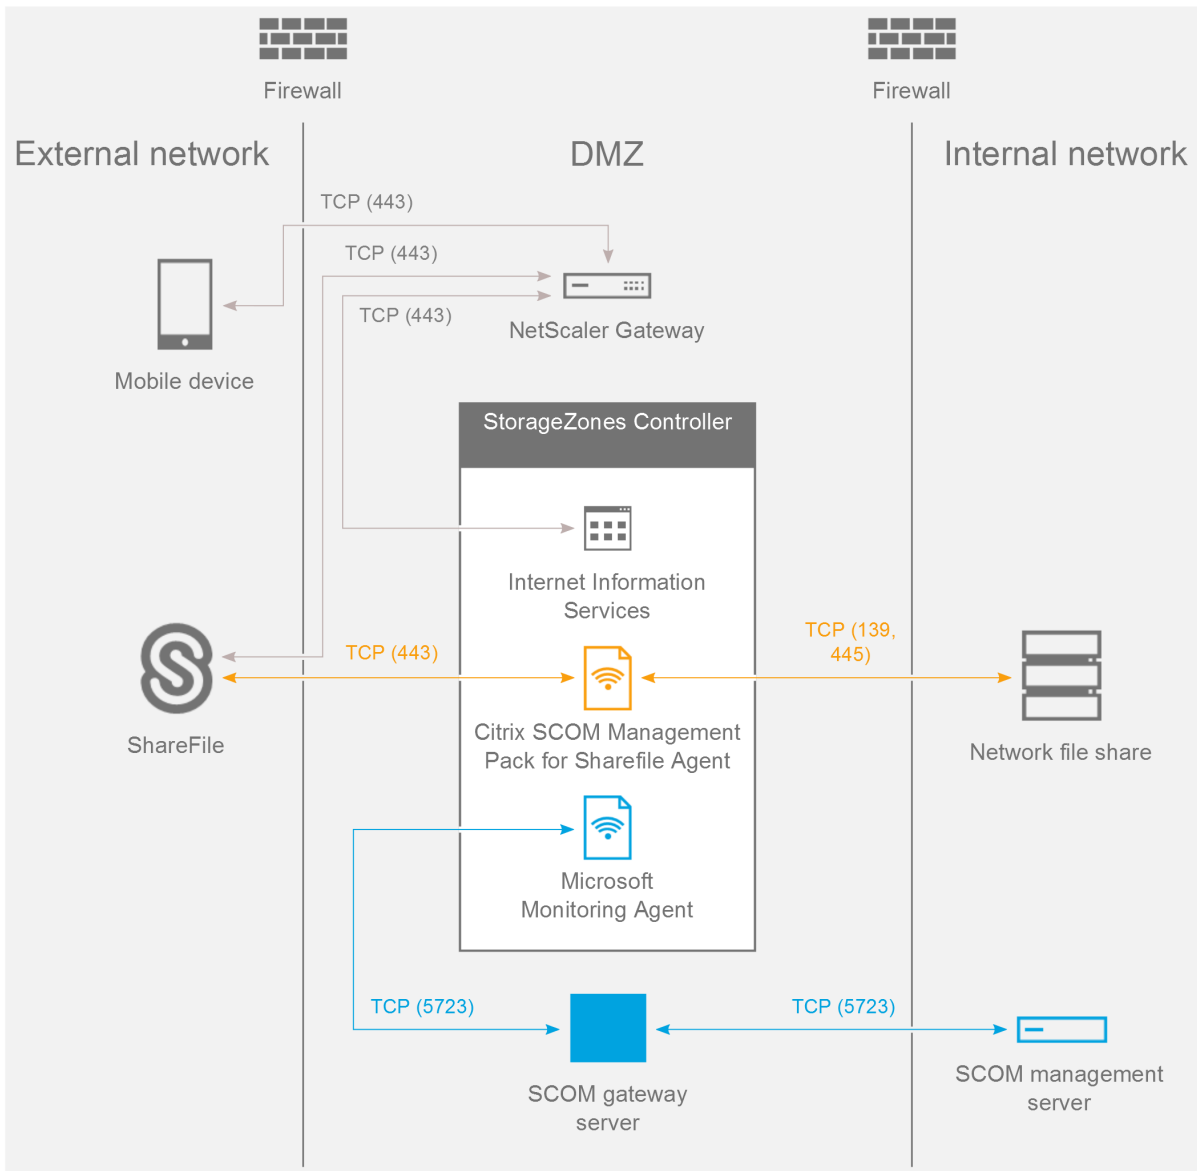 Firewall
Firewall
External network
DMZ
Internal network
TCP (443)
TCP (443)
TCP (443)
NetScaler Gateway
Mobile device
StorageZones Controller
Internet Information
Services
TCP (443)
TCP (139,
445)
ShareFile
Citrix SCOM Management
Pack for Sharefile Agent
Network file share
Microsoft
Monitoring Agent
TCP (5723)
TCP (5723)
SCOM gateway
server
SCOM management
server